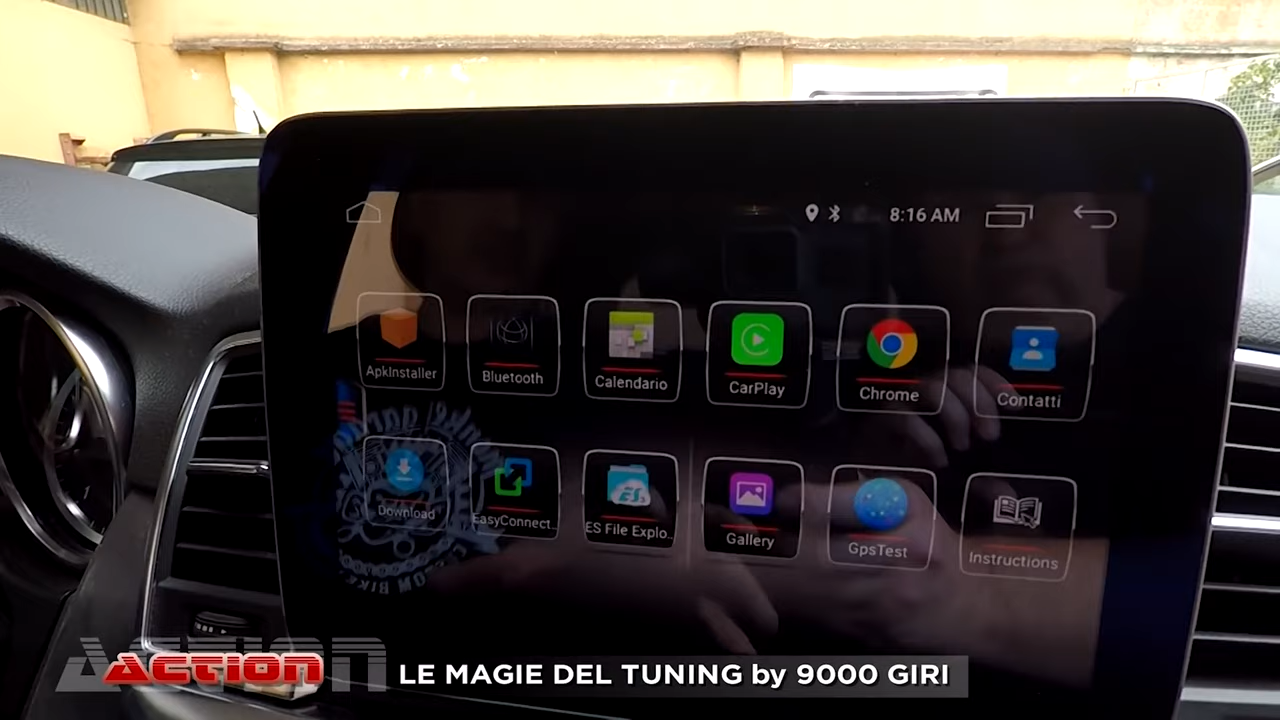 8:16 AM
ApkInstaller
Bluetooth
Calendario
CarPlay
Chrome
Contatti
Download
EasyConnect..
ES File Explo..
Gallery
GpsTest
Instructions
ACTION
LE MAGIE DEL TUNING by 9000 GIRI